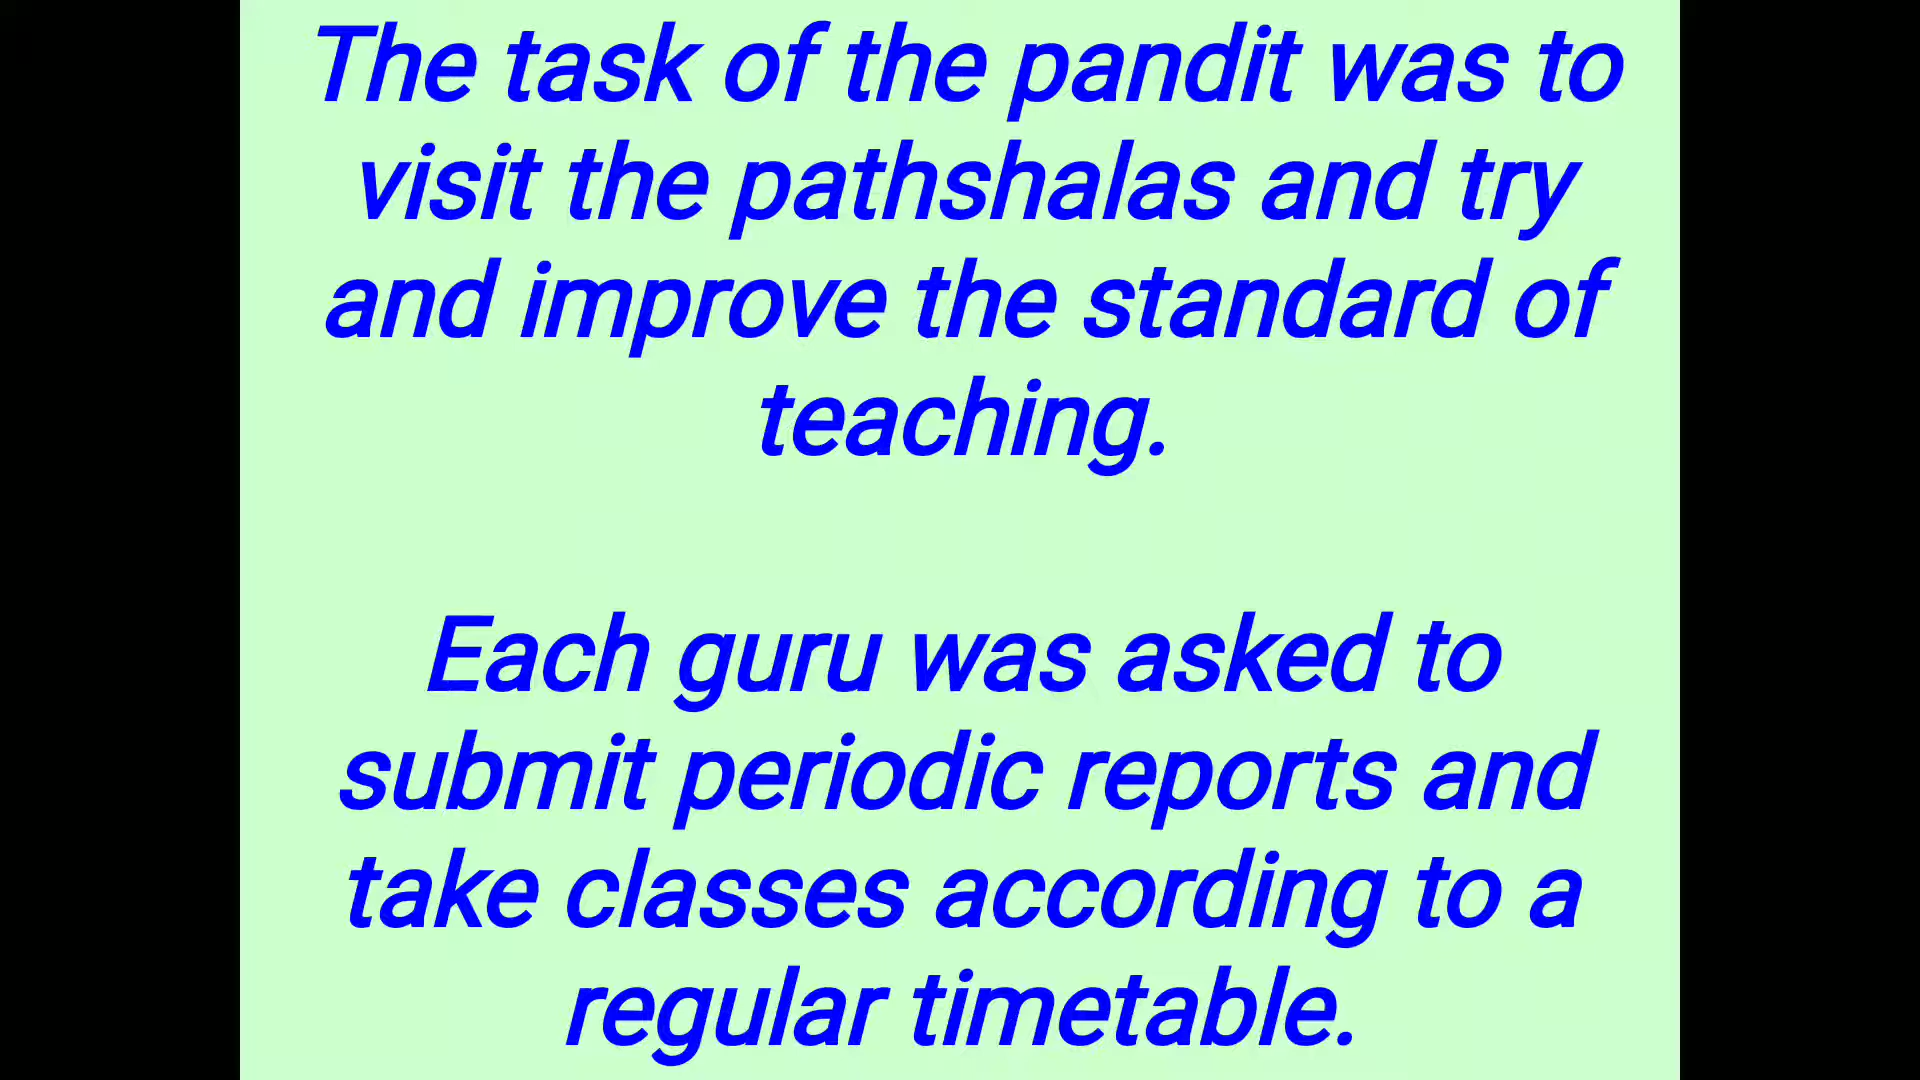 The task of the pandit was to
visit the pathshalas and try
and improve the standard of
teaching.
Each guru was asked to
submit periodic reports and
take classes according to a
regular timetable.